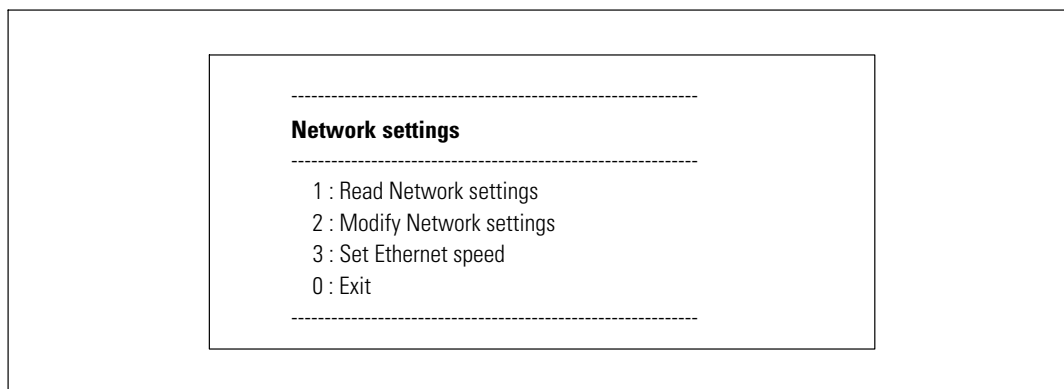 -------------------------------------------------------------
Network settings
-------------------------------------------------------------
1 : Read Network settings
2 : Modify Network settings
3 : Set Ethernet speed
0 : Exit
-------------------------------------------------------------